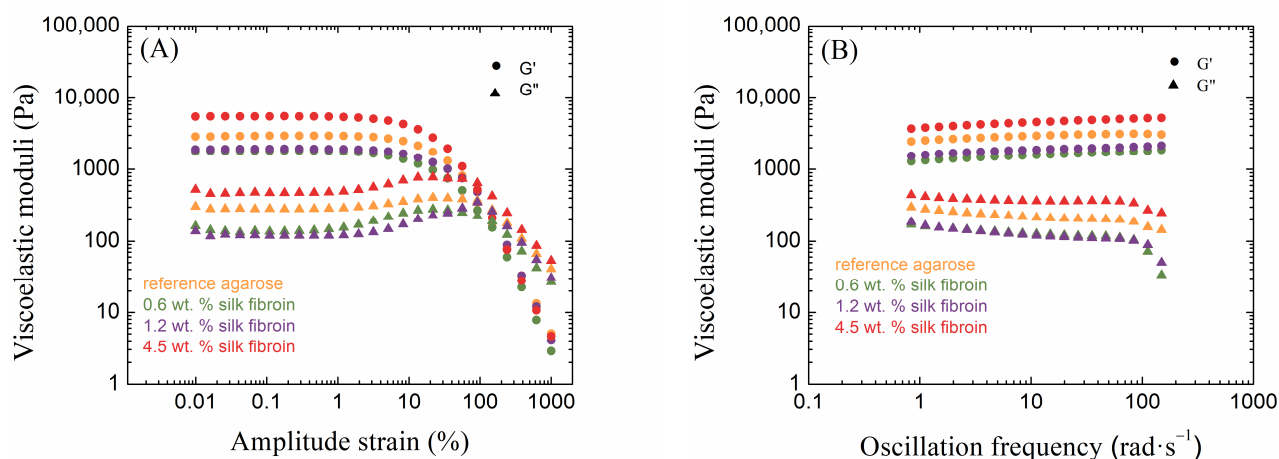 (A)
G'
G"
Viscoelastic moduli (Pa)
100,000
10,000
1000
100
10
1
reference agarose
0.6 wt. % silk fibroin
1.2 wt. % silk fibroin
4.5 wt. % silk fibroin
0.01 0.1 1 10 100 1000
Amplitude strain (%)
(B)
G'
G"
Viscoelastic moduli (Pa)
100,000
10,000
1000
100
10
1
reference agarose
0.6 wt. % silk fibroin
1.2 wt. % silk fibroin
4.5 wt. % silk fibroin
0.1 1 10 100 1000
Oscillation frequency (rad·s⁻¹)